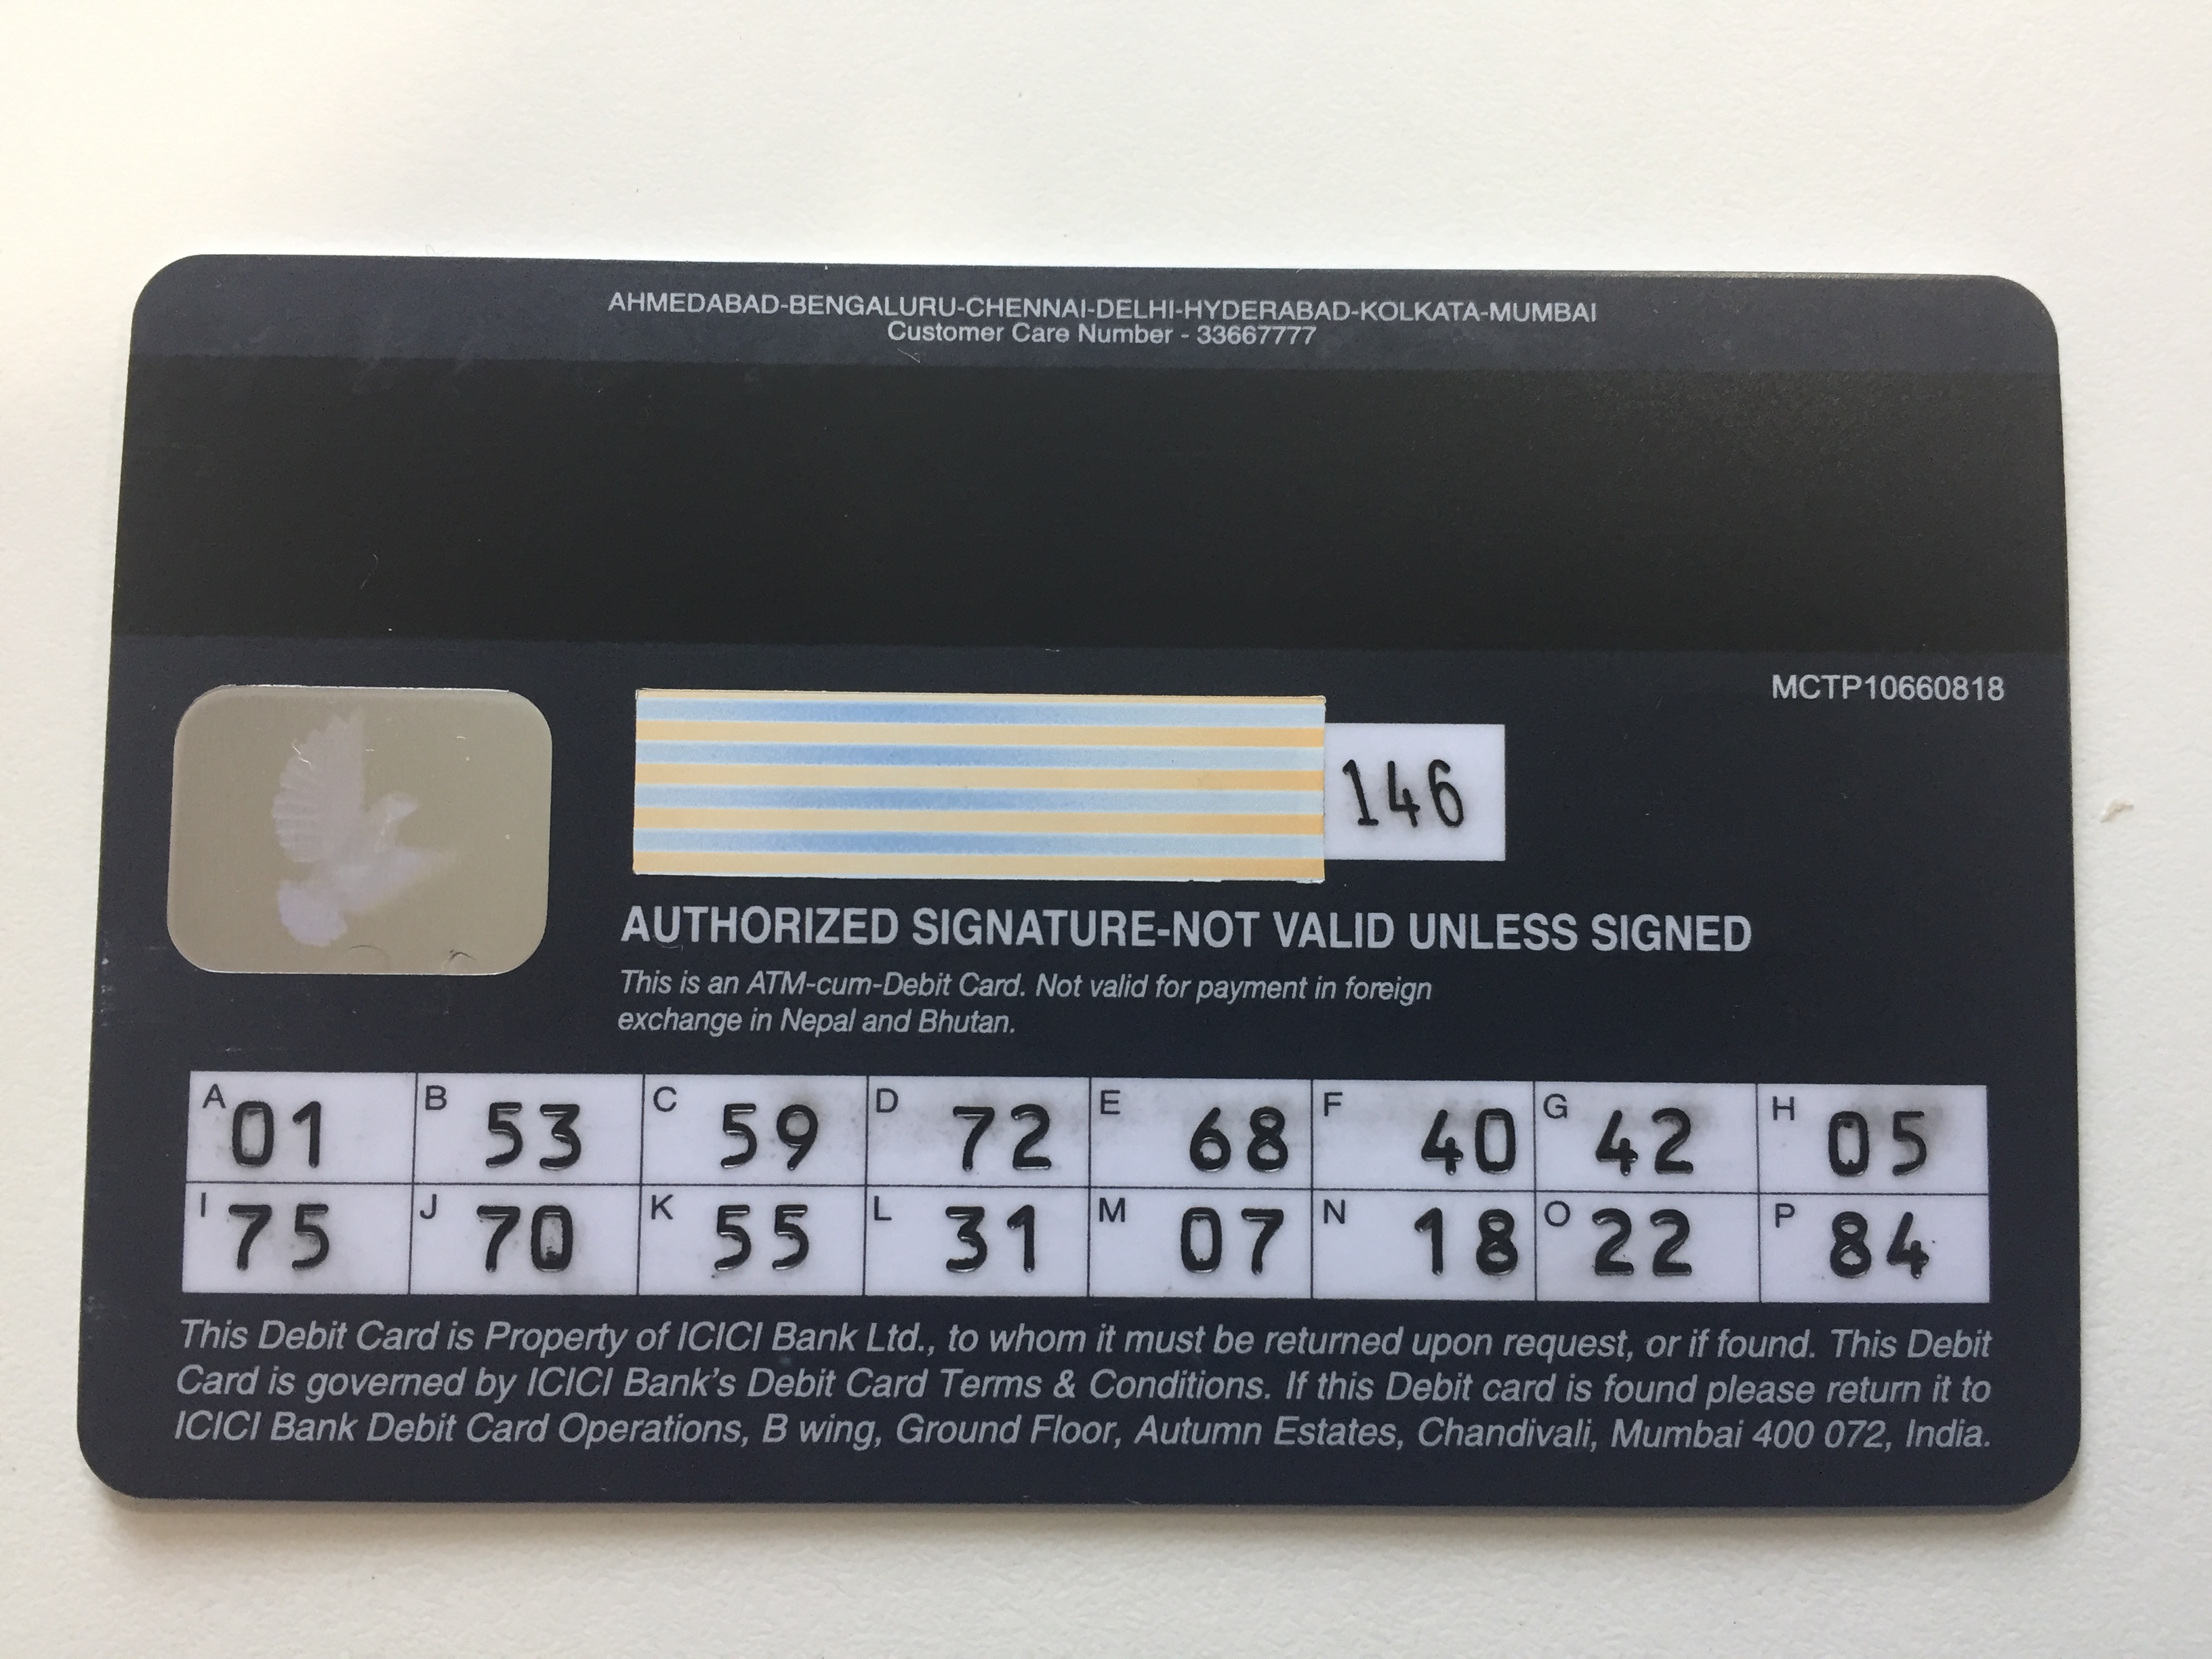 AHMEDABAD-BENGALURU-CHENNAI-DELHI-HYDERABAD-KOLKATA-MUMBAI
Customer Care Number - 33667777
MCTP10660818
146
AUTHORIZED SIGNATURE-NOT VALID UNLESS SIGNED
This is an ATM-cum-Debit Card. Not valid for payment in foreign
exchange in Nepal and Bhutan.
A 01 B 53 C 59 D 72 E 68 F 40 G 42 H 05
I 75 J 70 K 55 L 31 M 07 N 18 O 22 P 84
This Debit Card is Property of ICICI Bank Ltd., to whom it must be returned upon request, or if found. This Debit
Card is governed by ICICI Bank's Debit Card Terms & Conditions. If this Debit card is found please return it to
ICICI Bank Debit Card Operations, B wing, Ground Floor, Autumn Estates, Chandivali, Mumbai 400 072, India.